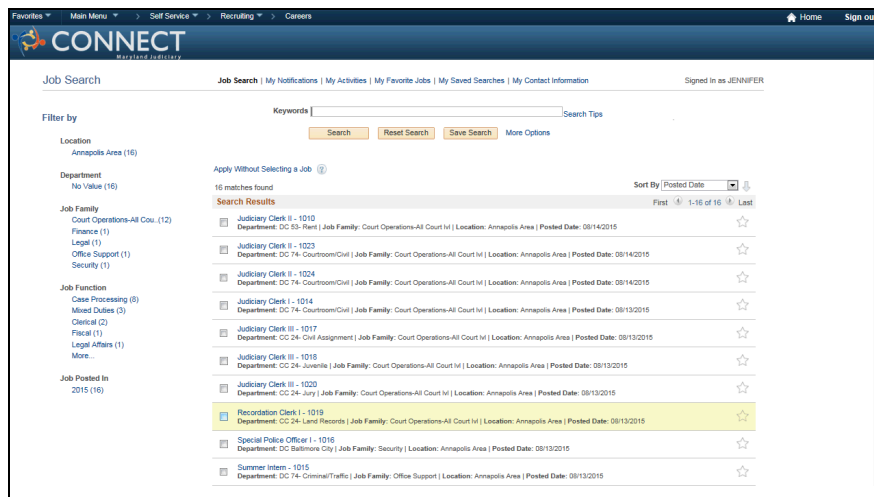 Favorites Main Menu > Self Service > Recruiting > Careers Home Sign ou
CONNECT
Maryland Judiciary
Job Search Job Search | My Notifications | My Activities | My Favorite Jobs | My Saved Searches | My Contact Information Signed In as JENNIFER
Keywords Search Tips
Search Reset Search Save Search More Options
Filter by
Location
Annapolis Area (16)
Department
No Value (16)
Job Family
Court Operations-All Cou..(12)
Finance (1)
Legal (1)
Office Support (1)
Security (1)
Job Function
Case Processing (8)
Mixed Duties (3)
Clerical (2)
Fiscal (1)
Legal Affairs (1)
More...
Job Posted In
2015 (16)
Apply Without Selecting a Job ?
16 matches found Sort By Posted Date
Search Results First 1-16 of 16 Last
Judiciary Clerk II - 1010
Department: DC 53- Rent | Job Family: Court Operations-All Court lvl | Location: Annapolis Area | Posted Date: 08/14/2015
Judiciary Clerk II - 1023
Department: DC 74- Courtroom/Civil | Job Family: Court Operations-All Court lvl | Location: Annapolis Area | Posted Date: 08/14/2015
Judiciary Clerk II - 1024
Department: DC 74- Courtroom/Civil | Job Family: Court Operations-All Court lvl | Location: Annapolis Area | Posted Date: 08/14/2015
Judiciary Clerk I - 1014
Department: DC 74- Courtroom/Civil | Job Family: Court Operations-All Court lvl | Location: Annapolis Area | Posted Date: 08/13/2015
Judiciary Clerk III - 1017
Department: CC 24- Civil Assignment | Job Family: Court Operations-All Court lvl | Location: Annapolis Area | Posted Date: 08/13/2015
Judiciary Clerk III - 1018
Department: CC 24- Juvenile | Job Family: Court Operations-All Court lvl | Location: Annapolis Area | Posted Date: 08/13/2015
Judiciary Clerk III - 1020
Department: CC 24- Jury | Job Family: Court Operations-All Court lvl | Location: Annapolis Area | Posted Date: 08/13/2015
Recordation Clerk I - 1019
Department: CC 24- Land Records | Job Family: Court Operations-All Court lvl | Location: Annapolis Area | Posted Date: 08/13/2015
Special Police Officer I - 1016
Department: DC Baltimore City | Job Family: Security | Location: Annapolis Area | Posted Date: 08/13/2015
Summer Intern - 1015
Department: DC 74- Criminal/Traffic | Job Family: Office Support | Location: Annapolis Area | Posted Date: 08/13/2015